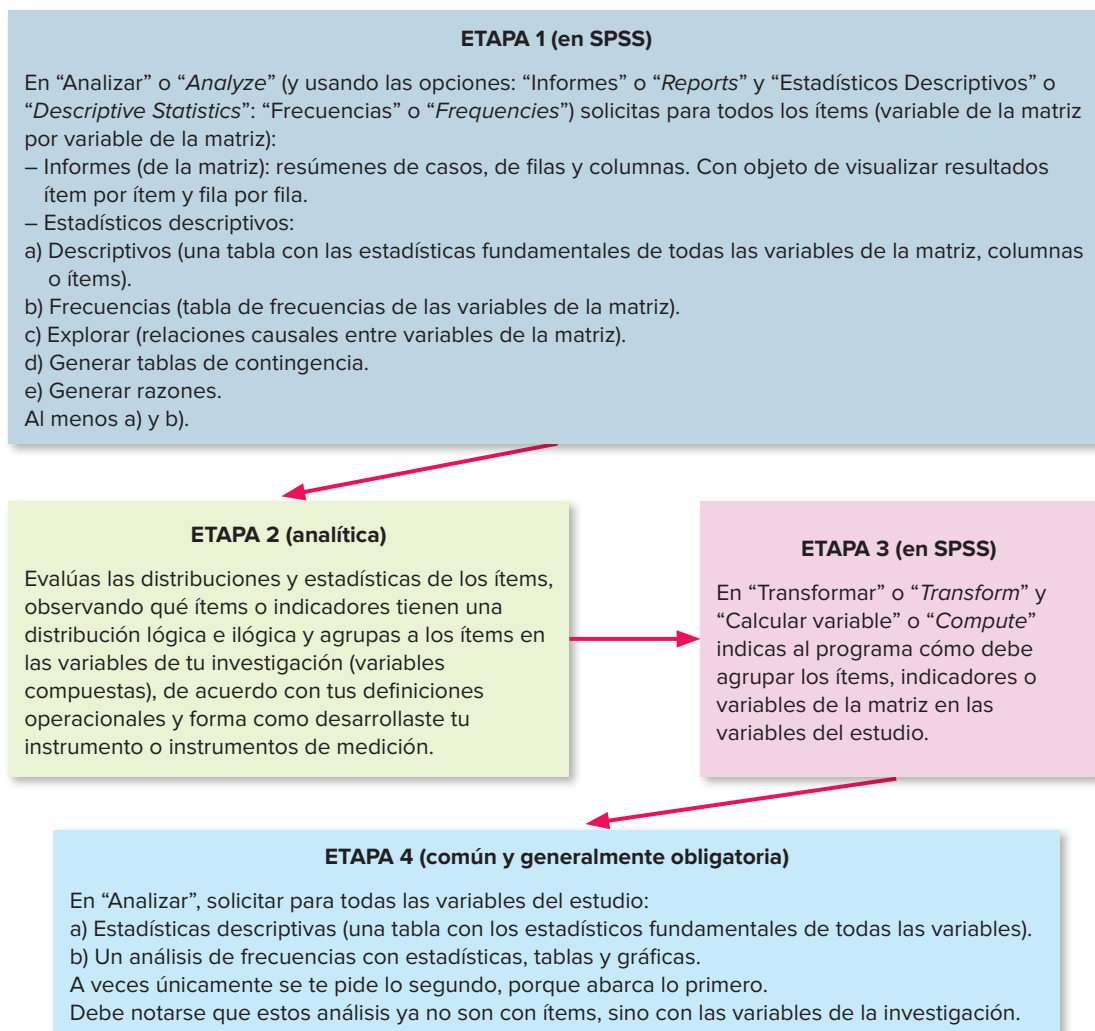 ETAPA 1 (en SPSS)
En “Analizar” o “Analyze” (y usando las opciones: “Informes” o “Reports” y “Estadísticos Descriptivos” o
“Descriptive Statistics”: “Frecuencias” o “Frequencies”) solicitas para todos los ítems (variable de la matriz
por variable de la matriz):
– Informes (de la matriz): resúmenes de casos, de filas y columnas. Con objeto de visualizar resultados
ítem por ítem y fila por fila.
– Estadísticos descriptivos:
a) Descriptivos (una tabla con las estadísticas fundamentales de todas las variables de la matriz, columnas
o ítems).
b) Frecuencias (tabla de frecuencias de las variables de la matriz).
c) Explorar (relaciones causales entre variables de la matriz).
d) Generar tablas de contingencia.
e) Generar razones.
Al menos a) y b).
ETAPA 2 (analítica)
Evalúas las distribuciones y estadísticas de los ítems,
observando qué ítems o indicadores tienen una
distribución lógica e ilógica y agrupas a los ítems en
las variables de tu investigación (variables
compuestas), de acuerdo con tus definiciones
operacionales y forma como desarrollaste tu
instrumento o instrumentos de medición.
ETAPA 3 (en SPSS)
En “Transformar” o “Transform” y
“Calcular variable” o “Compute”
indicas al programa cómo debe
agrupar los ítems, indicadores o
variables de la matriz en las
variables del estudio.
ETAPA 4 (común y generalmente obligatoria)
En “Analizar”, solicitar para todas las variables del estudio:
a) Estadísticas descriptivas (una tabla con los estadísticos fundamentales de todas las variables).
b) Un análisis de frecuencias con estadísticas, tablas y gráficas.
A veces únicamente se te pide lo segundo, porque abarca lo primero.
Debe notarse que estos análisis ya no son con ítems, sino con las variables de la investigación.